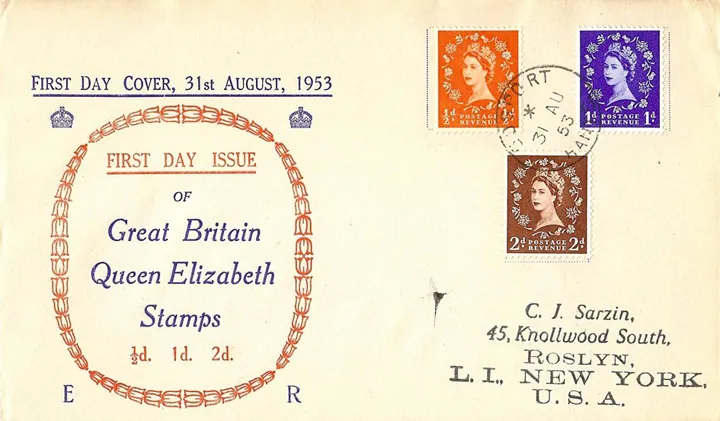 FIRST DAY COVER, 31st AUGUST, 1953
FIRST DAY ISSUE
OF
Great Britain
Queen Elizabeth
Stamps
½d. 1d. 2d.
E R
½d POSTAGE REVENUE ½
1d POSTAGE REVENUE 1d
2d POSTAGE REVENUE 2d
31 AU
53
C. J. Sarzin,
45, Knollwood South,
ROSLYN,
L. I., NEW YORK,
U. S. A.